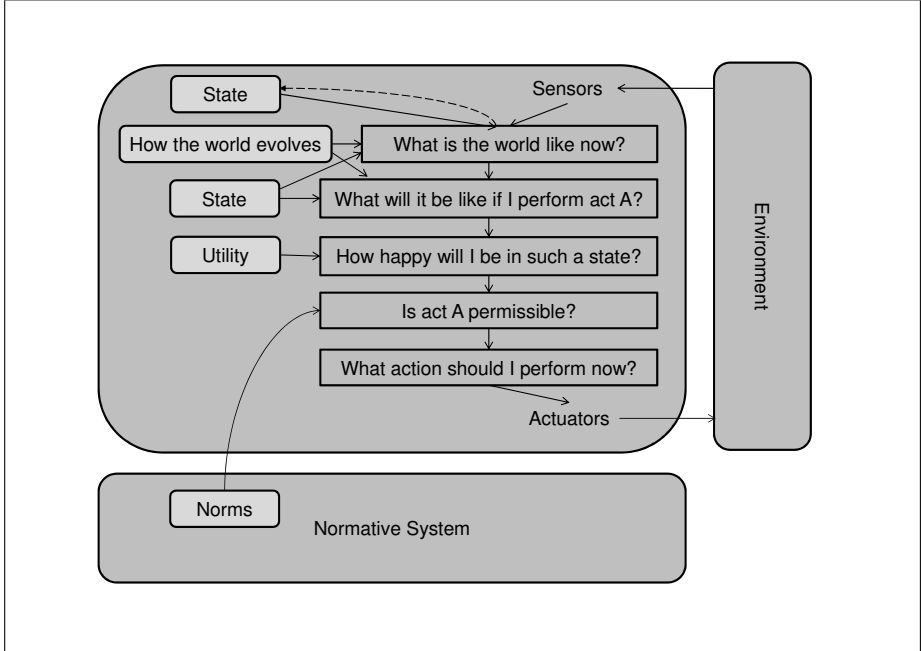 State
Sensors
How the world evolves
What is the world like now?
State
What will it be like if I perform act A?
Utility
How happy will I be in such a state?
Is act A permissible?
What action should I perform now?
Actuators
Environment
Norms
Normative System